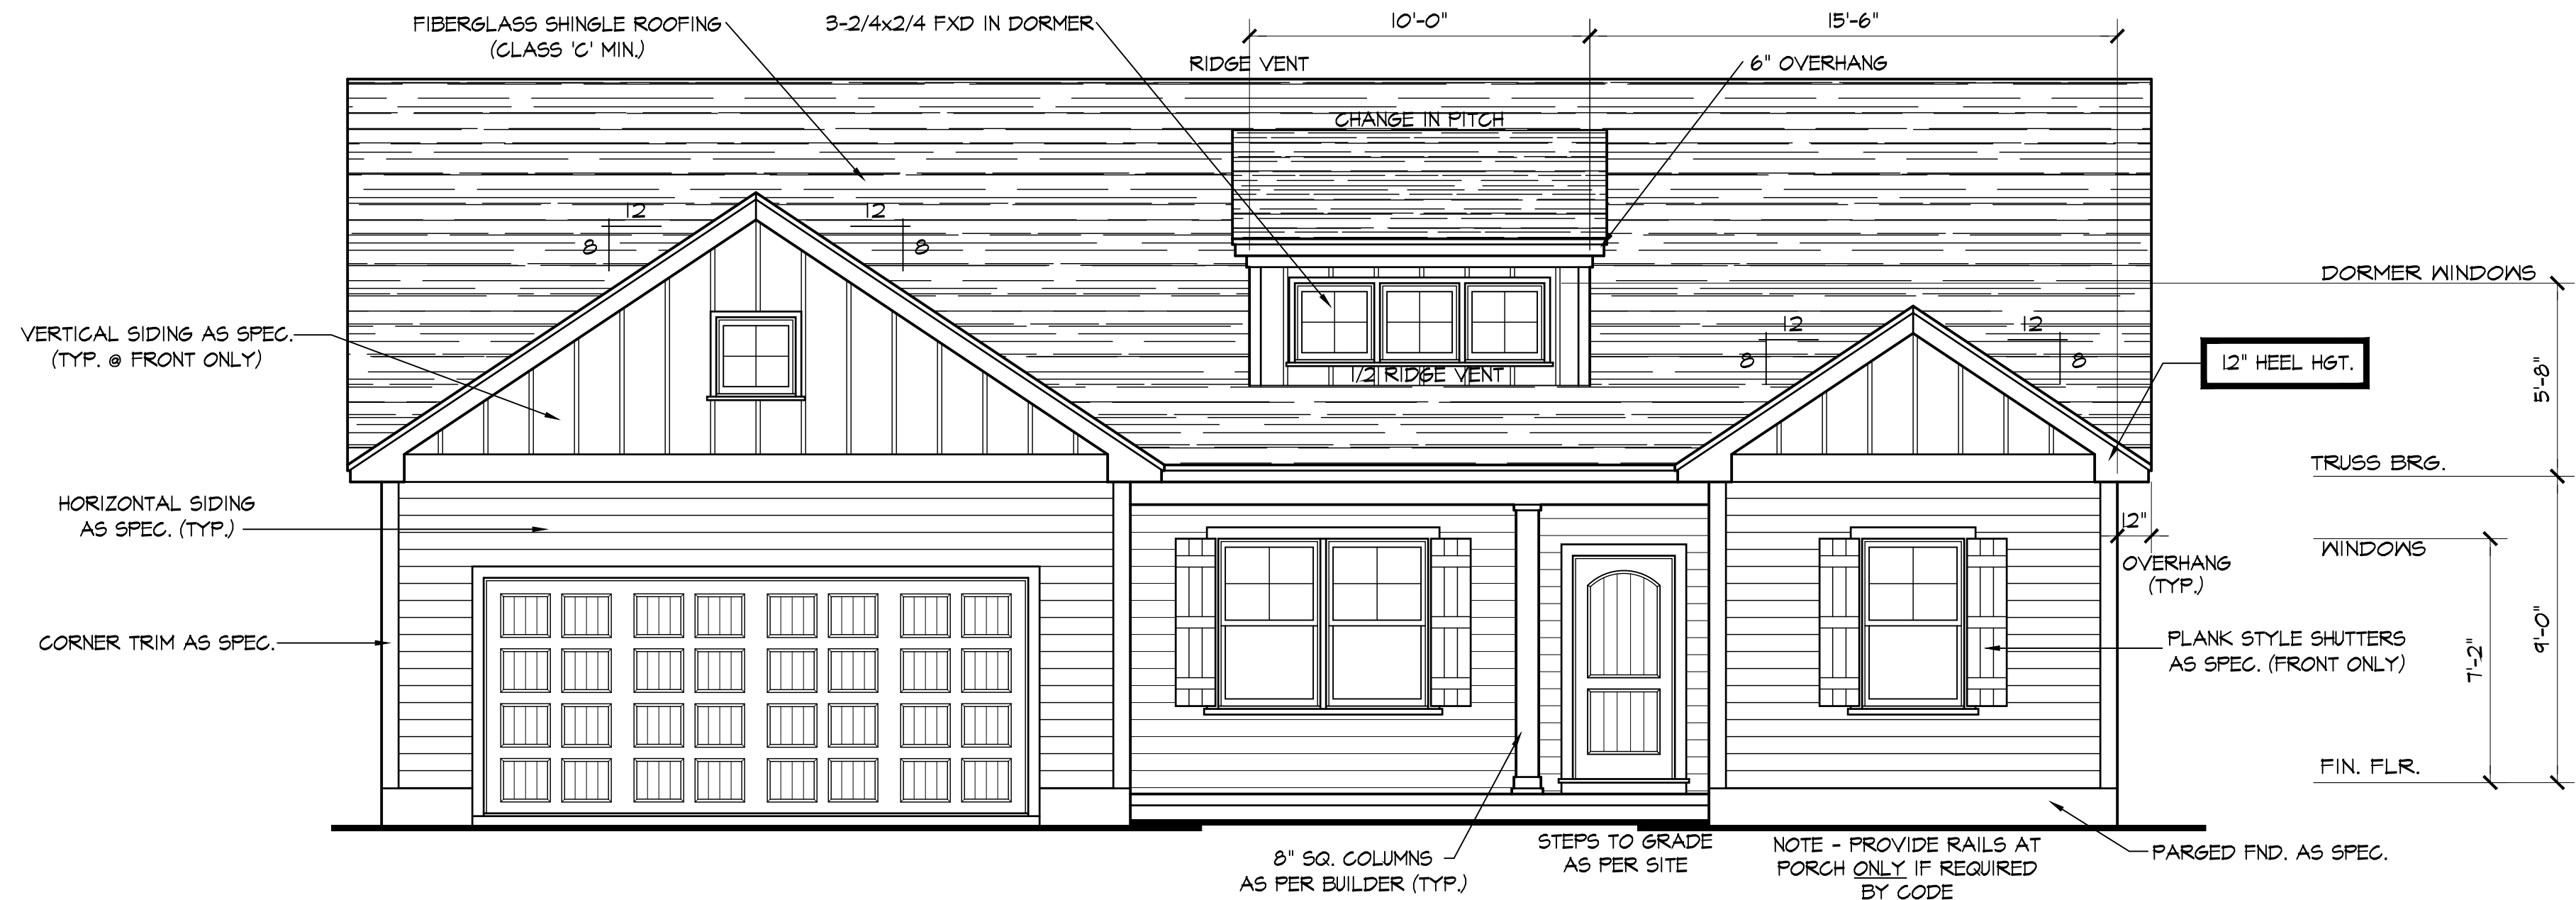 FIBERGLASS SHINGLE ROOFING
(CLASS 'C' MIN.)
3-2/4x2/4 FXD IN DORMER
10'-0"
15'-6"
RIDGE VENT
6" OVERHANG
CHANGE IN PITCH
12
8
12
8
DORMER WINDOWS
VERTICAL SIDING AS SPEC.
(TYP. @ FRONT ONLY)
1/2 RIDGE VENT
12
8
12
8
12" HEEL HGT.
5'-8"
TRUSS BRG.
HORIZONTAL SIDING
AS SPEC. (TYP.)
12"
OVERHANG
(TYP.)
WINDOWS
CORNER TRIM AS SPEC.
PLANK STYLE SHUTTERS
AS SPEC. (FRONT ONLY)
7'-2"
9'-0"
FIN. FLR.
8" SQ. COLUMNS
AS PER BUILDER (TYP.)
STEPS TO GRADE
AS PER SITE
NOTE - PROVIDE RAILS AT
PORCH ONLY IF REQUIRED
BY CODE
PARGED FND. AS SPEC.